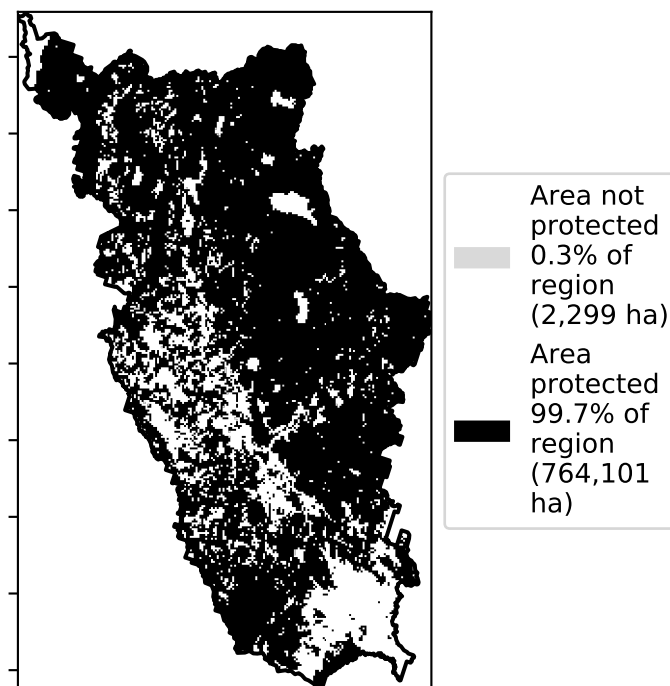 Area not
protected
0.3% of
region
(2,299 ha)
Area
protected
99.7% of
region
(764,101
ha)